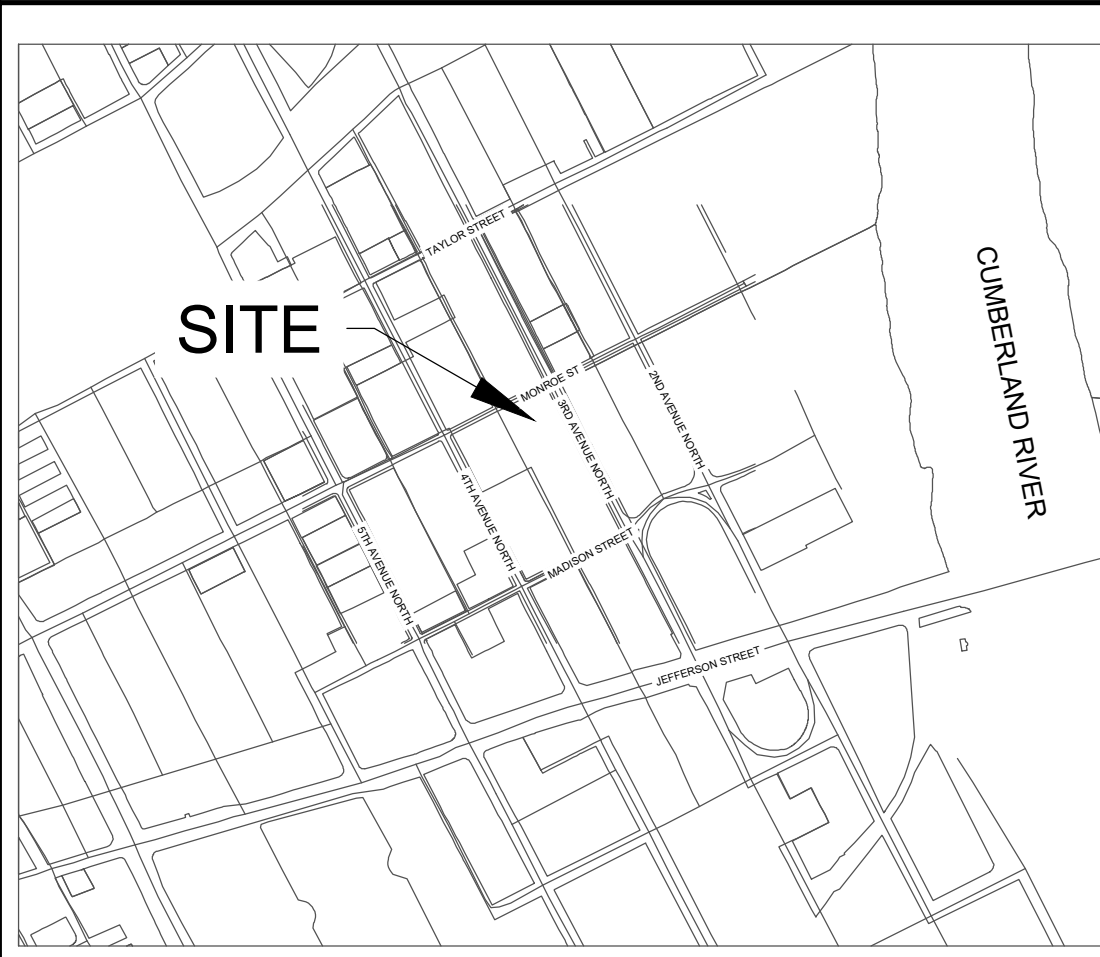 TAYLOR STREET
CUMBERLAND RIVER
SITE
MONROE ST
2ND AVENUE NORTH
3RD AVENUE NORTH
4TH AVENUE NORTH
5TH AVENUE NORTH
MADISON STREET
JEFFERSON STREET